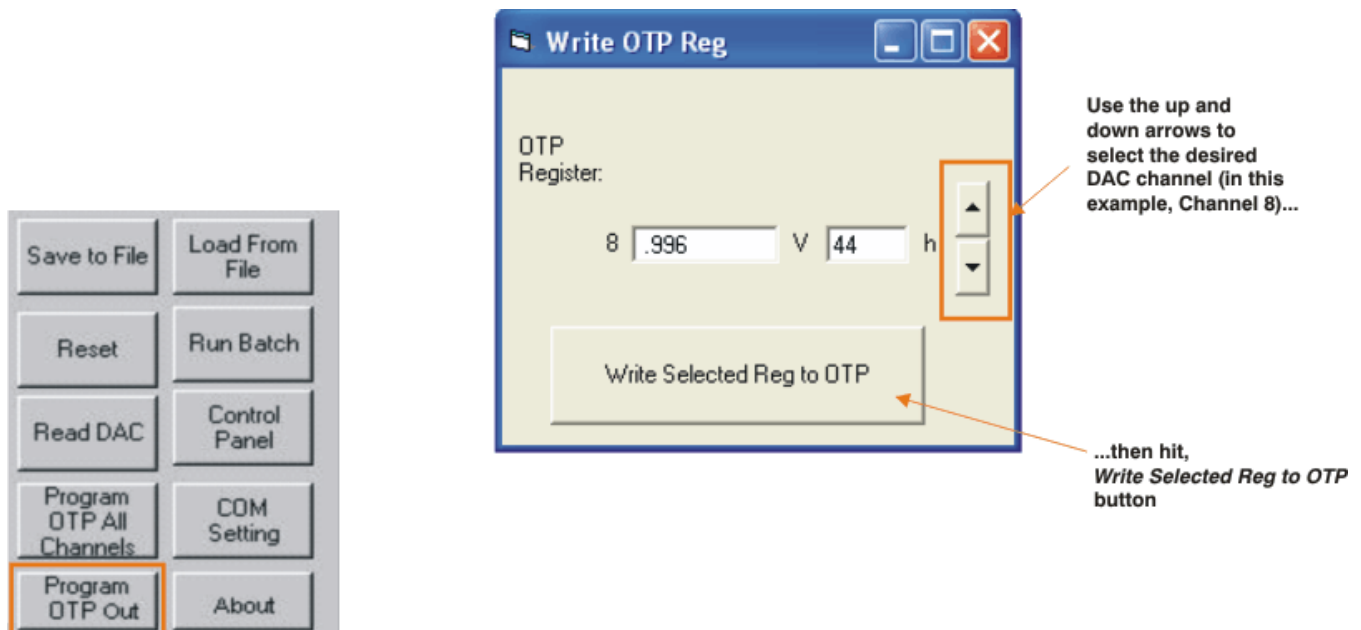 Save to File
Load From
File
Reset
Run Batch
Read DAC
Control
Panel
Program
OTP All
Channels
COM
Setting
Program
OTP Out
About
Write OTP Reg
OTP
Register:
8 .996 V 44 h
Write Selected Reg to OTP
Use the up and
down arrows to
select the desired
DAC channel (in this
example, Channel 8)...
...then hit,
Write Selected Reg to OTP
button